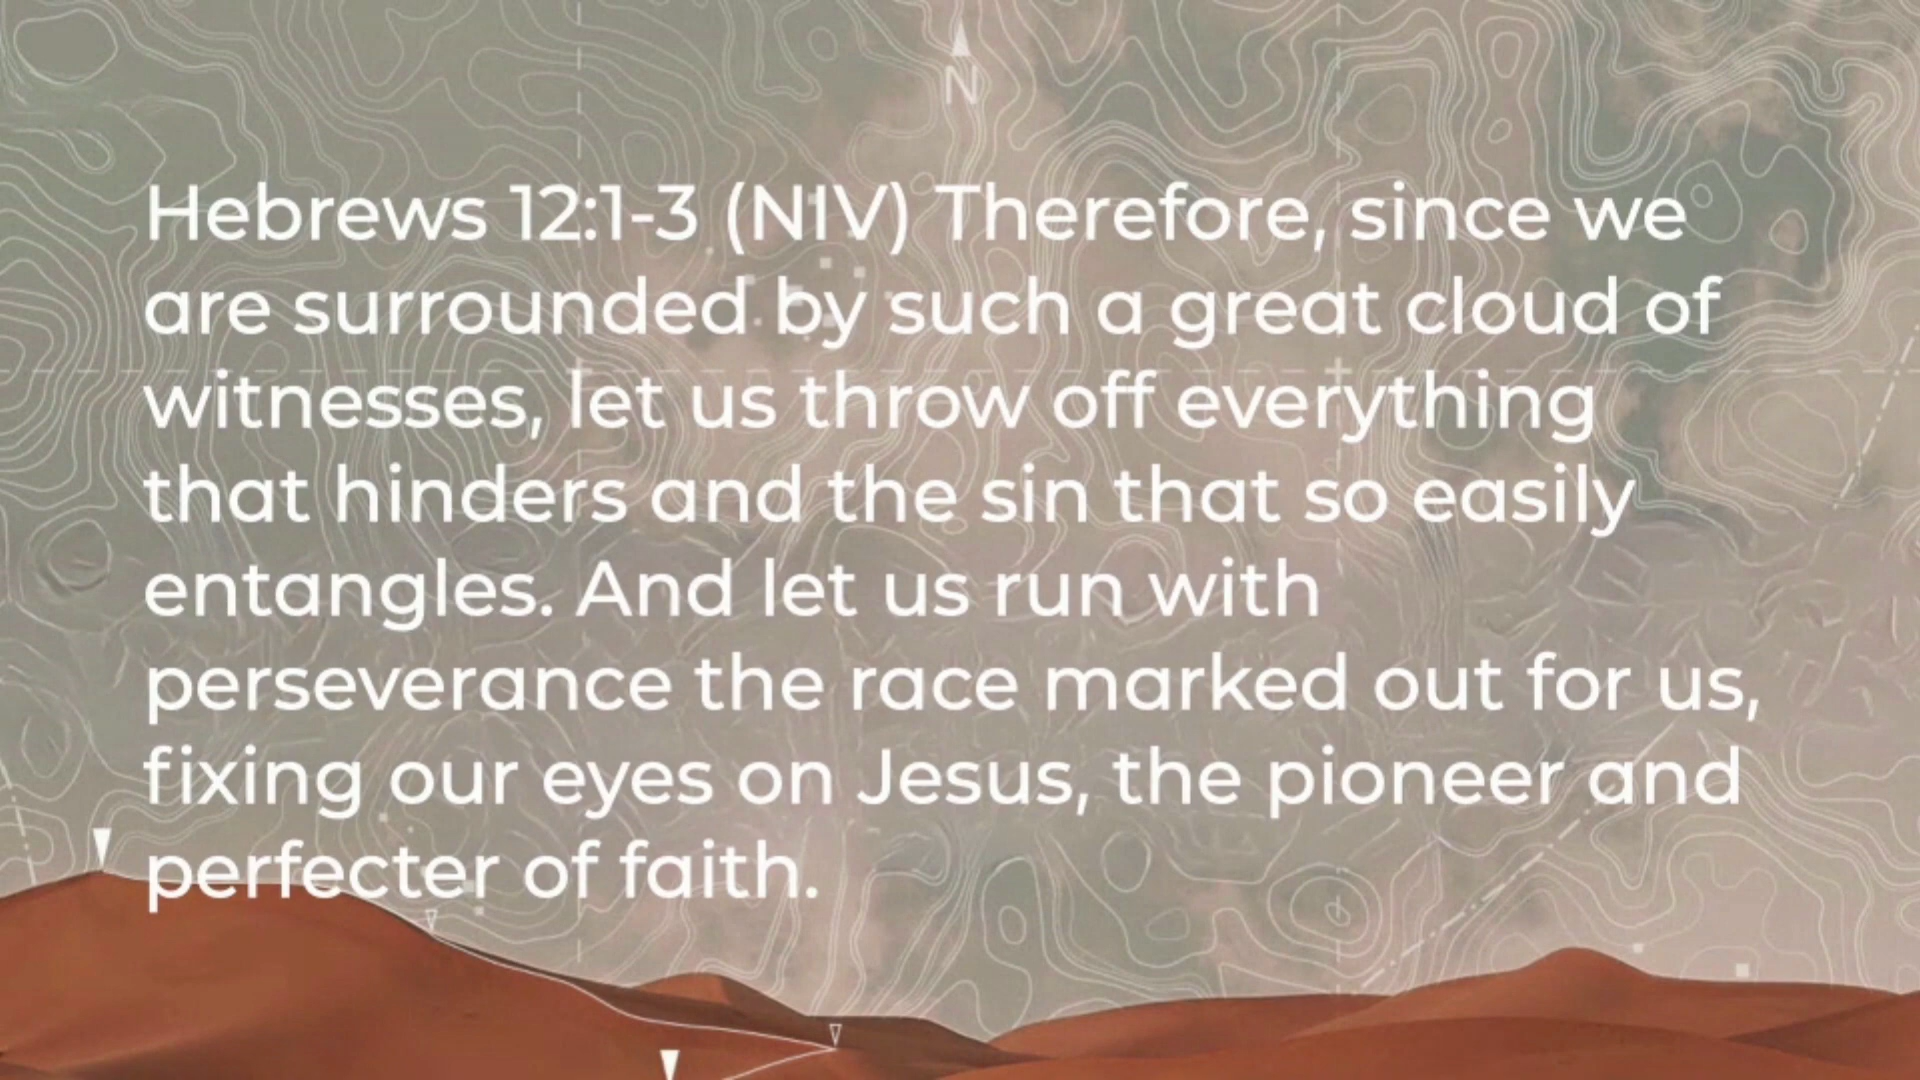 N
Hebrews 12:1-3 (NIV) Therefore, since we
are surrounded by such a great cloud of
witnesses, let us throw off everything
that hinders and the sin that so easily
entangles. And let us run with
perseverance the race marked out for us,
fixing our eyes on Jesus, the pioneer and
perfecter of faith.